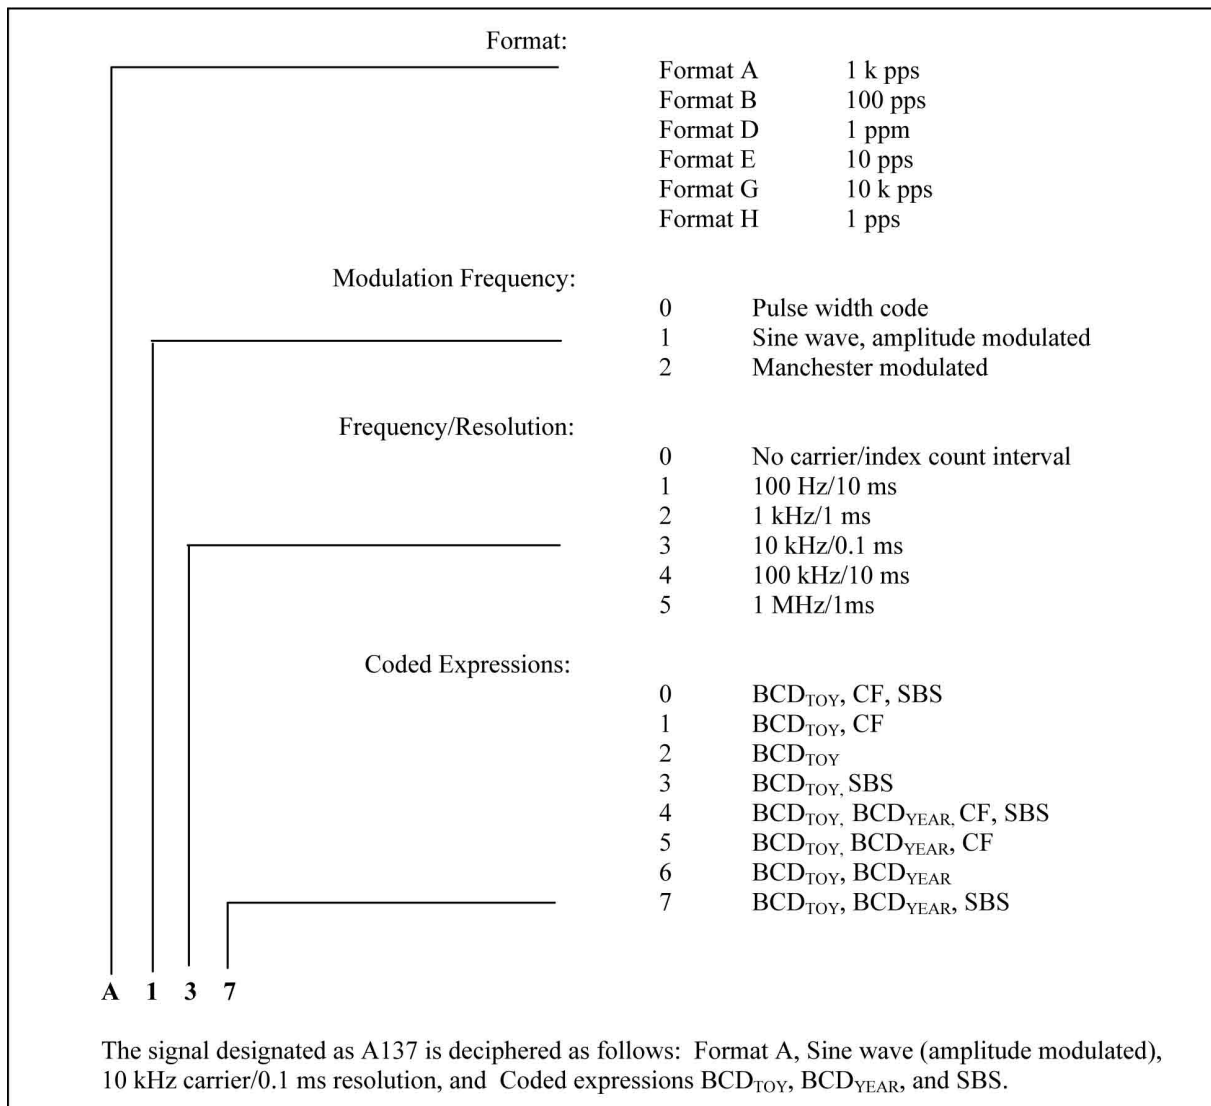 Format:
Format A 1 k pps
Format B 100 pps
Format D 1 ppm
Format E 10 pps
Format G 10 k pps
Format H 1 pps
Modulation Frequency:
0 Pulse width code
1 Sine wave, amplitude modulated
2 Manchester modulated
Frequency/Resolution:
0 No carrier/index count interval
1 100 Hz/10 ms
2 1 kHz/1 ms
3 10 kHz/0.1 ms
4 100 kHz/10 ms
5 1 MHz/1ms
Coded Expressions:
0 BCDTOY, CF, SBS
1 BCDTOY, CF
2 BCDTOY
3 BCDTOY, SBS
4 BCDTOY, BCDYEAR, CF, SBS
5 BCDTOY, BCDYEAR, CF
6 BCDTOY, BCDYEAR
7 BCDTOY, BCDYEAR, SBS
A 1 3 7
The signal designated as A137 is deciphered as follows: Format A, Sine wave (amplitude modulated),
10 kHz carrier/0.1 ms resolution, and Coded expressions BCDTOY, BCDYEAR, and SBS.